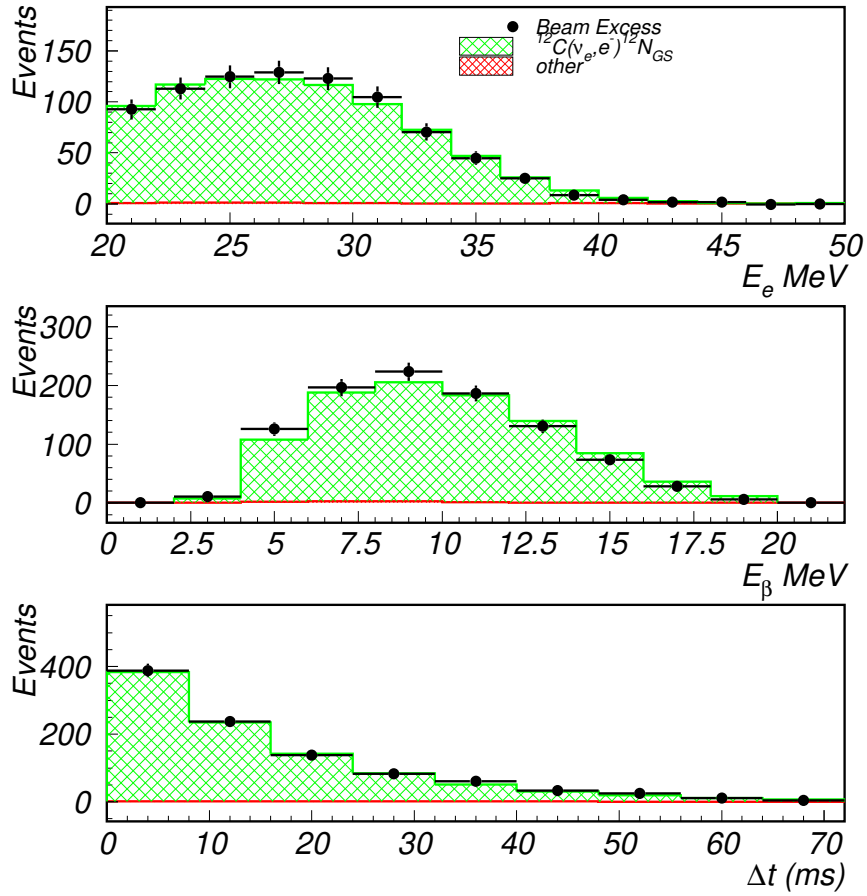 Beam Excess
¹²C(νₑ,e⁻)¹²N_GS
other
Events
150
100
50
0
20 25 30 35 40 45 50
E_e MeV
Events
300
200
100
0
0 2.5 5 7.5 10 12.5 15 17.5 20
E_β MeV
Events
400
200
0
0 10 20 30 40 50 60 70
Δt (ms)